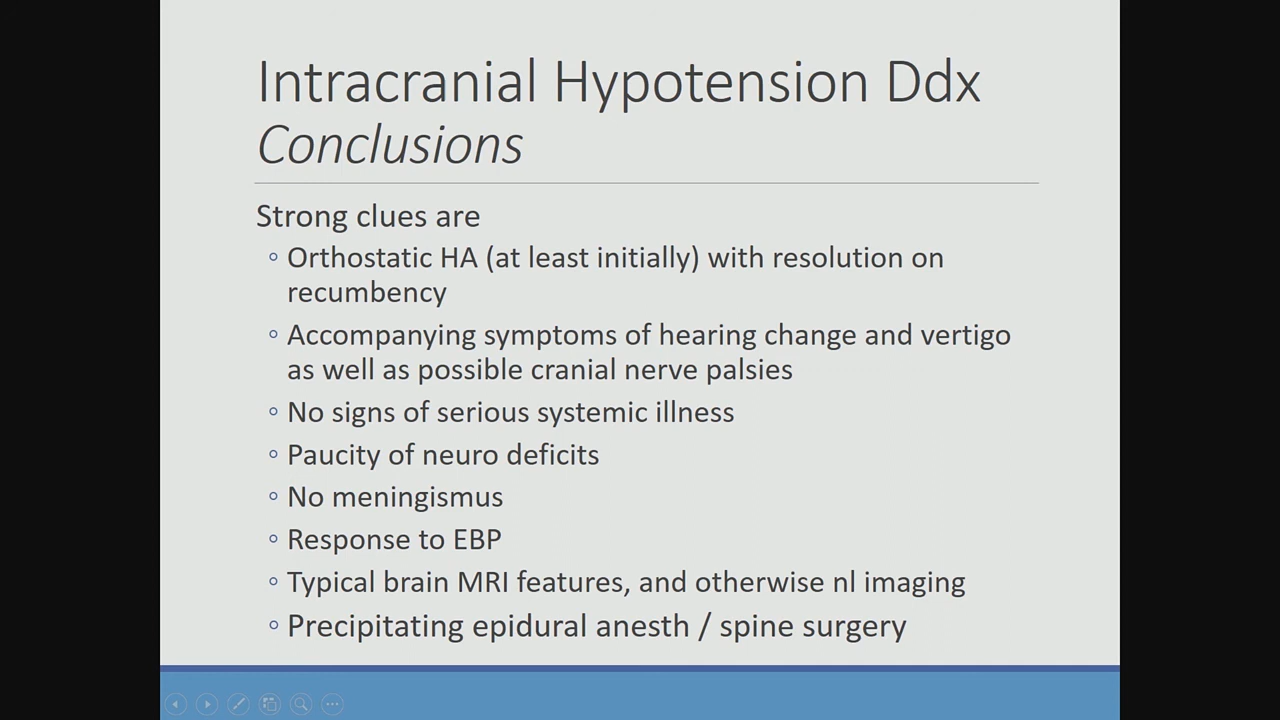 Intracranial Hypotension Ddx
Conclusions
Strong clues are
◦ Orthostatic HA (at least initially) with resolution on
recumbency
◦ Accompanying symptoms of hearing change and vertigo
as well as possible cranial nerve palsies
◦ No signs of serious systemic illness
◦ Paucity of neuro deficits
◦ No meningismus
◦ Response to EBP
◦ Typical brain MRI features, and otherwise nl imaging
◦ Precipitating epidural anesth / spine surgery